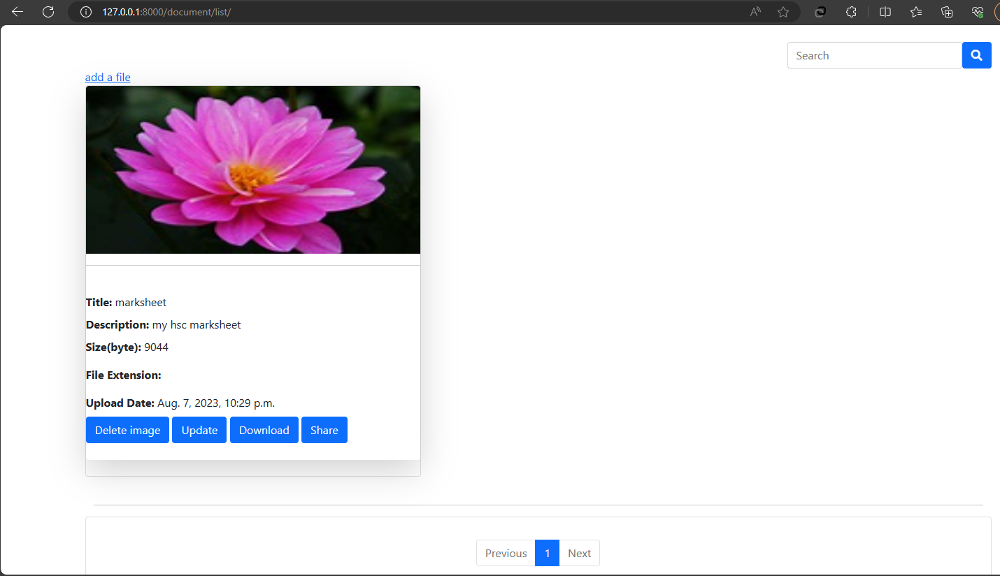 127.0.0.1:8000/document/list/
Search
add a file
Title: marksheet
Description: my hsc marksheet
Size(byte): 9044
File Extension:
Upload Date: Aug. 7, 2023, 10:29 p.m.
Delete image Update Download Share
Previous 1 Next